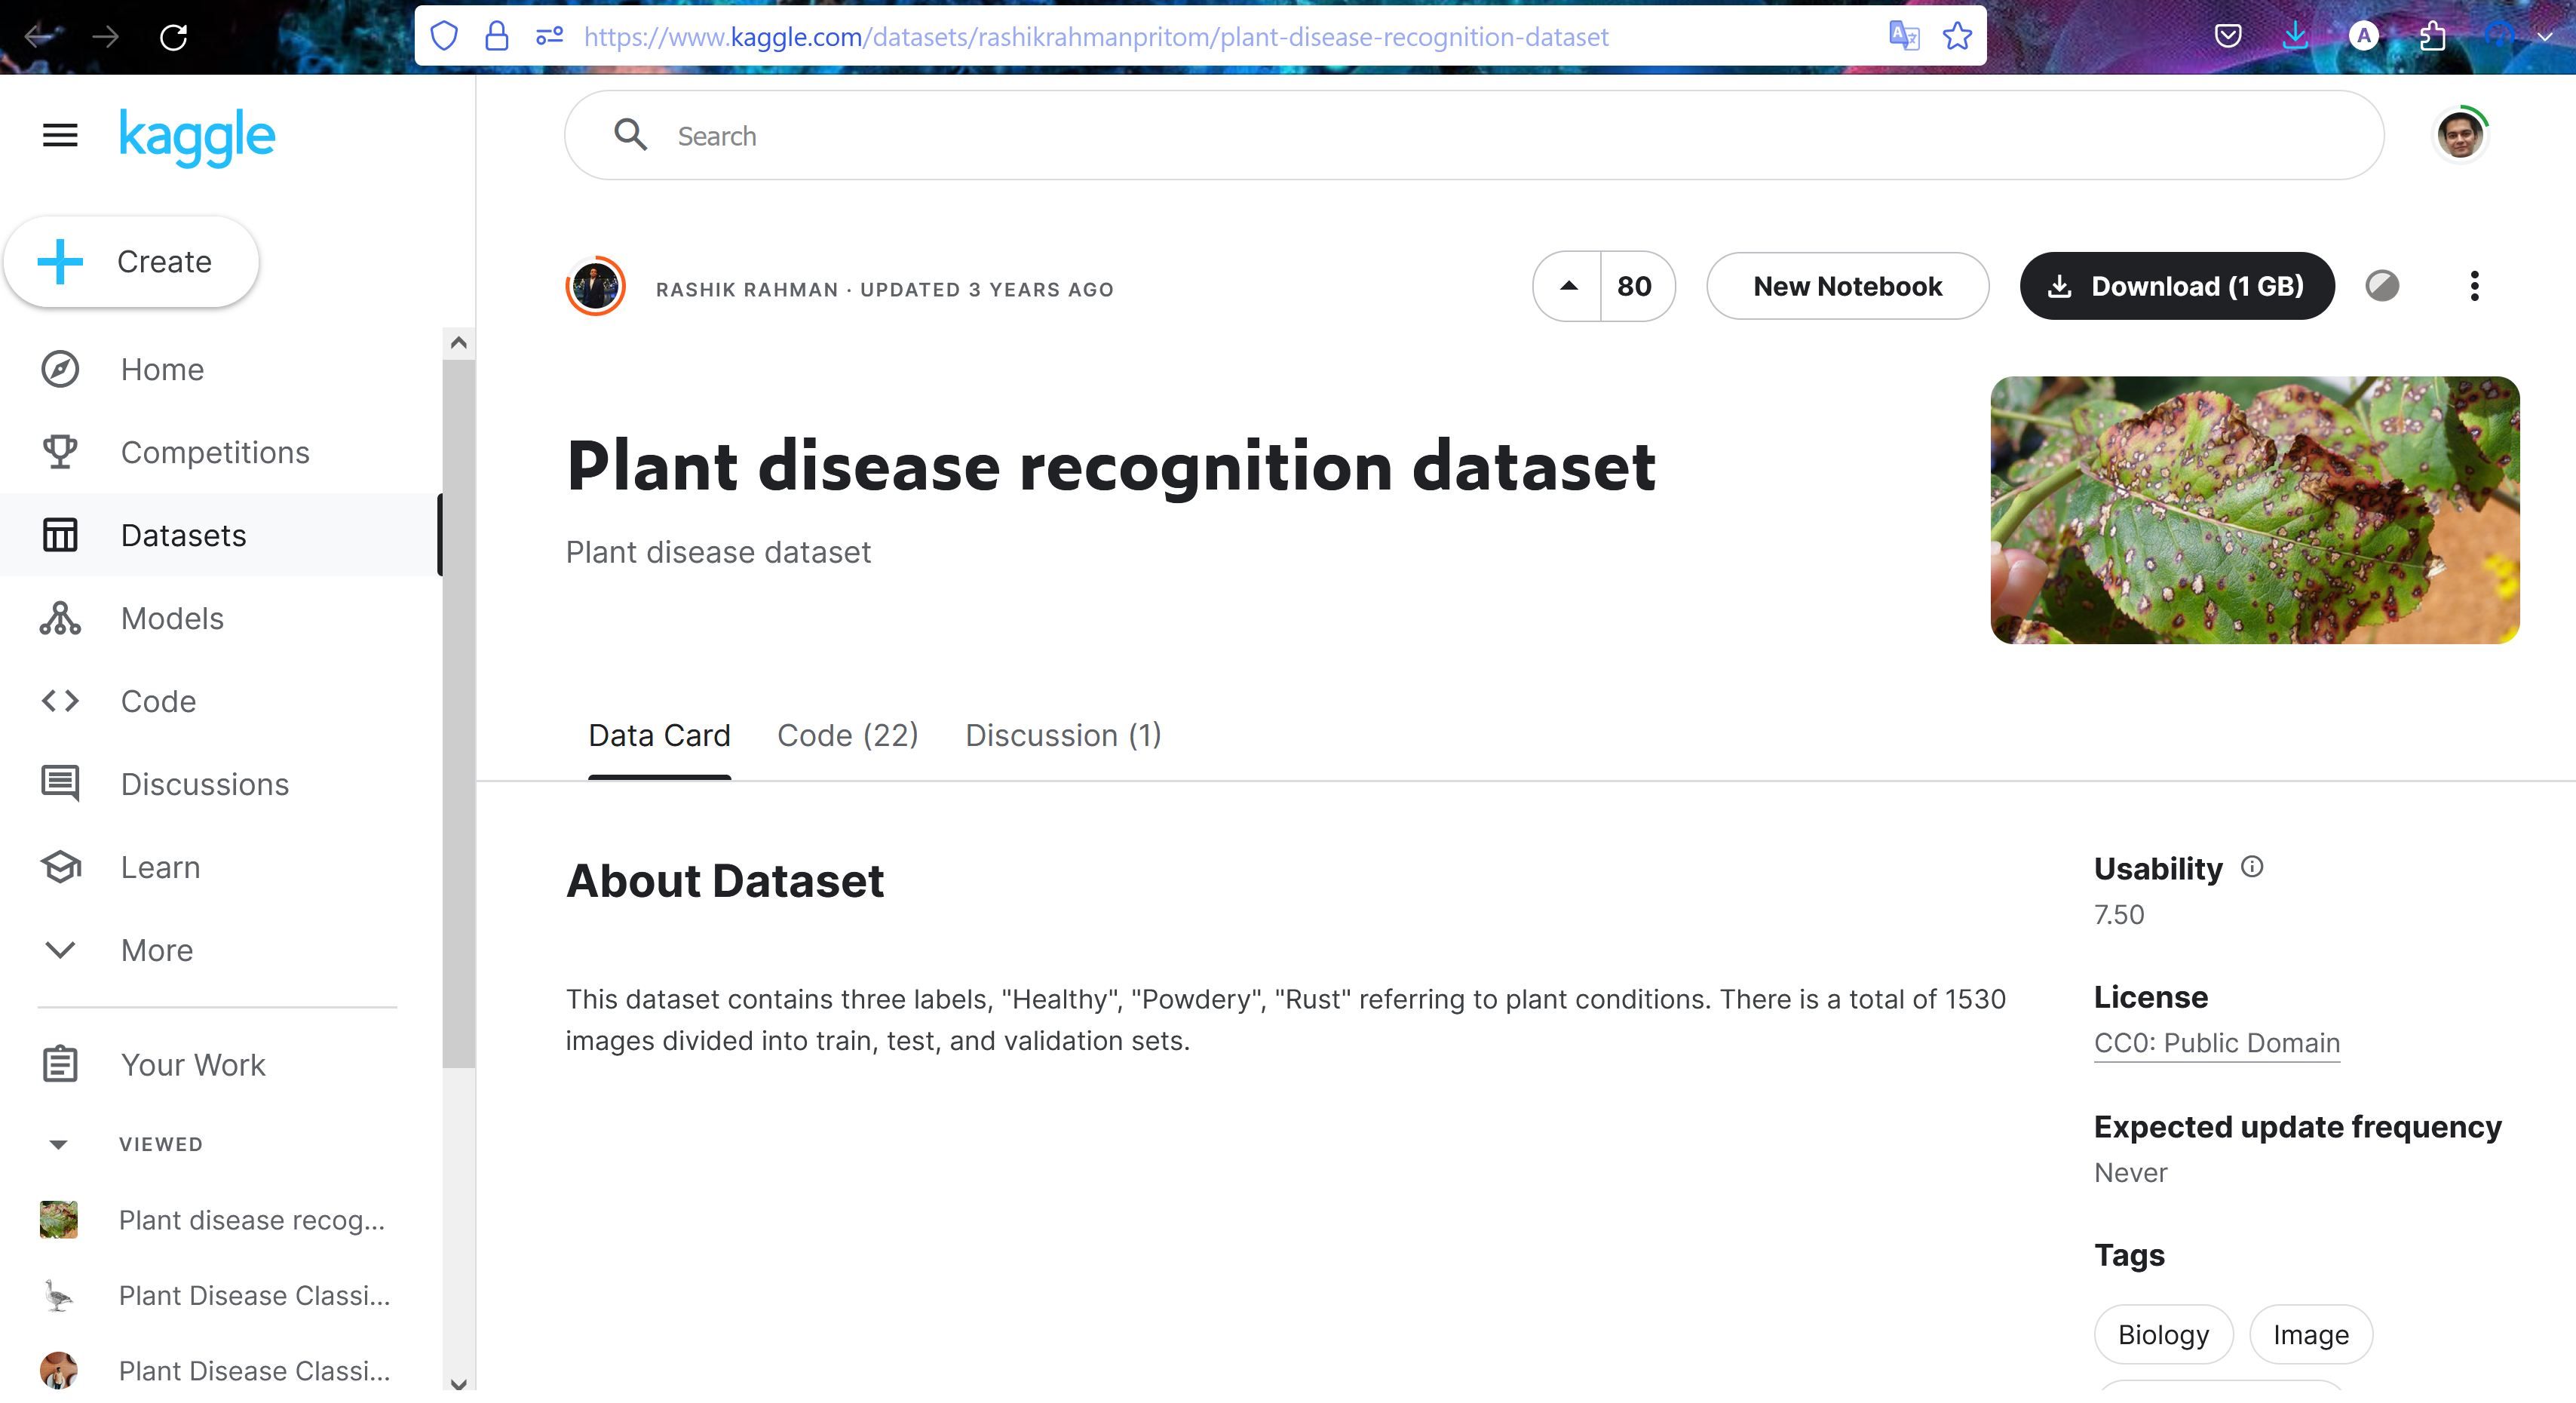 https://www.kaggle.com/datasets/rashikrahmanpritom/plant-disease-recognition-dataset
A
kaggle
Search
Create
Home
Competitions
Datasets
Models
Code
Discussions
Learn
More
Your Work
VIEWED
Plant disease recog...
Plant Disease Classi...
Plant Disease Classi...
RASHIK RAHMAN · UPDATED 3 YEARS AGO
80
New Notebook
Download (1 GB)
Plant disease recognition dataset
Plant disease dataset
Data Card
Code (22)
Discussion (1)
About Dataset
This dataset contains three labels, "Healthy", "Powdery", "Rust" referring to plant conditions. There is a total of 1530
images divided into train, test, and validation sets.
Usability
7.50
License
CC0: Public Domain
Expected update frequency
Never
Tags
Biology
Image